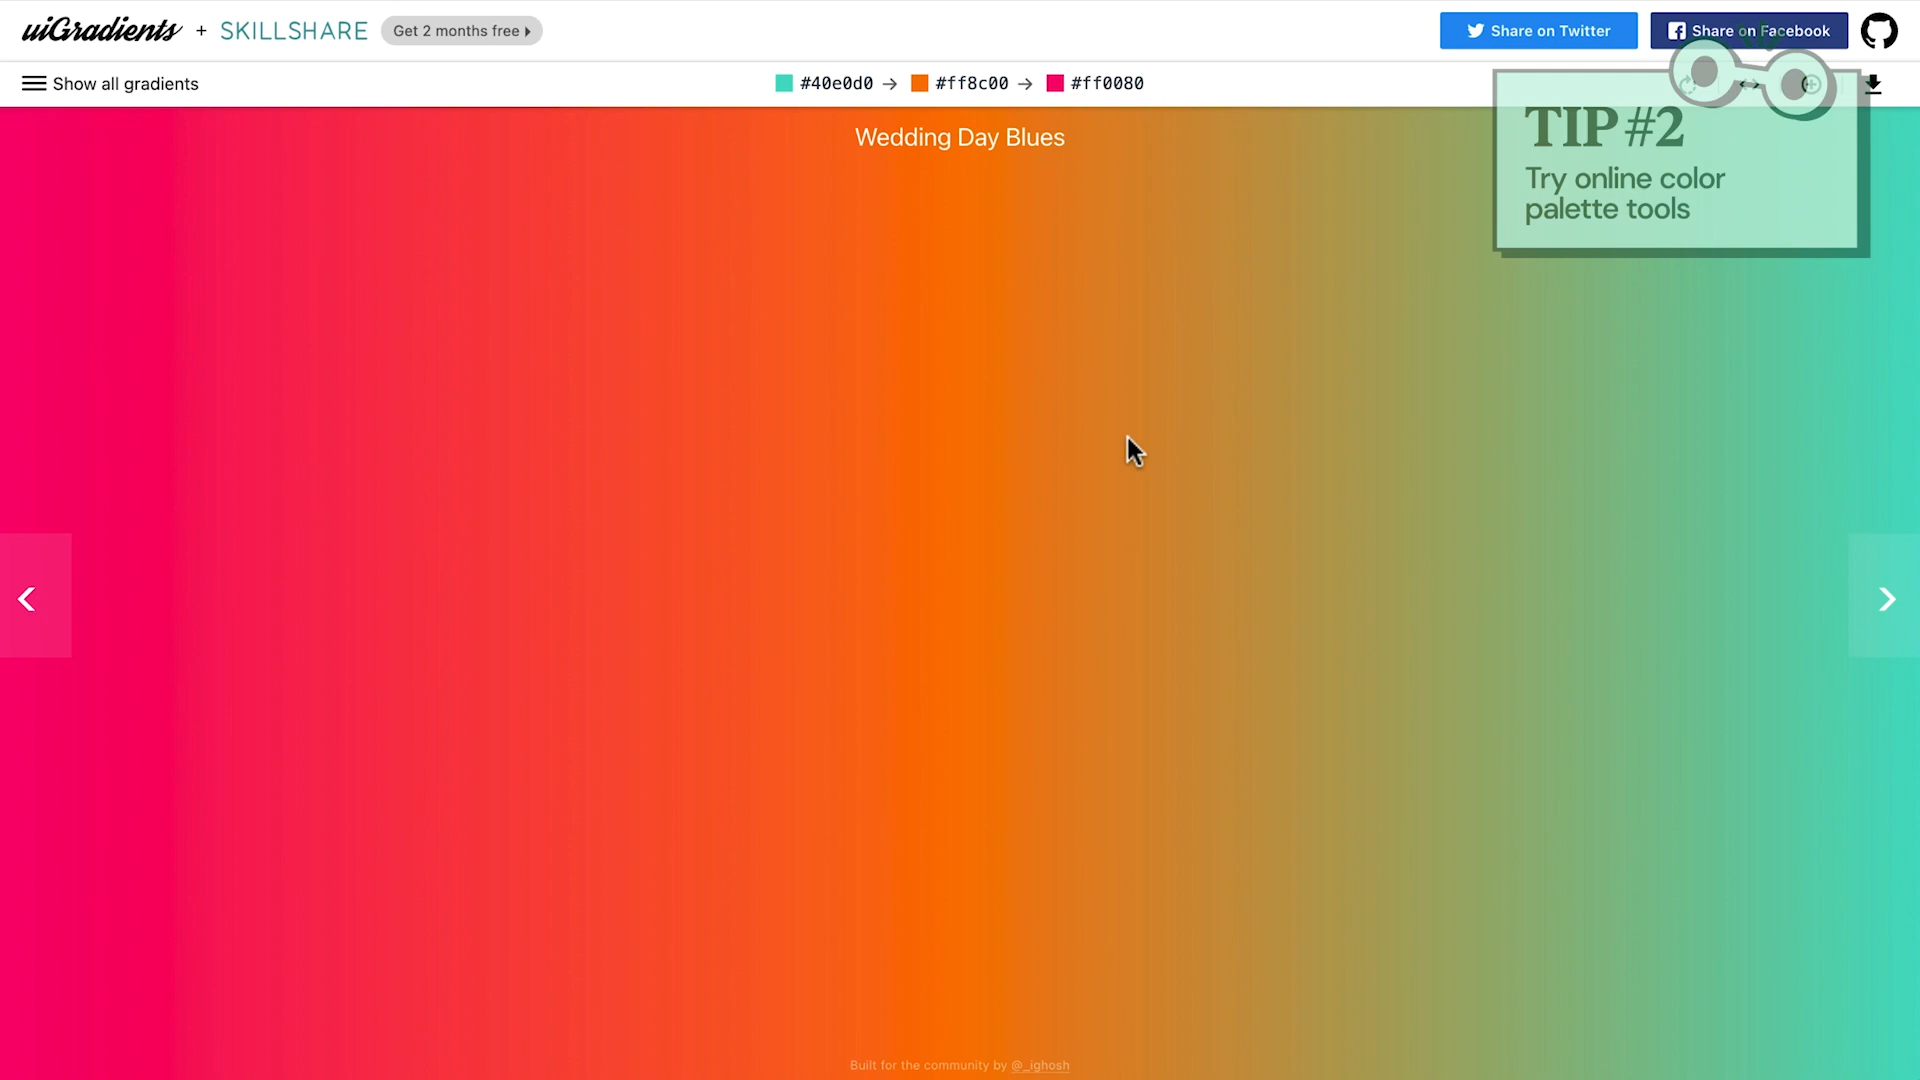 uiGradients + SKILLSHARE Get 2 months free
Share on Twitter
Share on Facebook
Show all gradients
#40e0d0 → #ff8c00 → #ff0080
Wedding Day Blues
TIP #2
Try online color
palette tools
Built for the community by @_ighosh